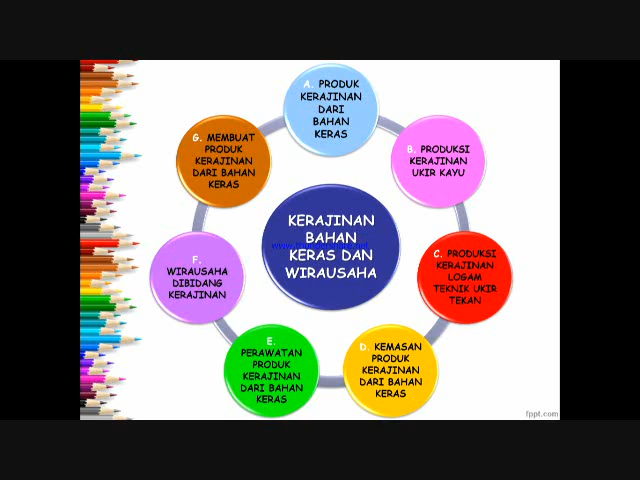 A. PRODUK
KERAJINAN
DARI
BAHAN
KERAS
B. PRODUKSI
KERAJINAN
UKIR KAYU
C. PRODUKSI
KERAJINAN
LOGAM
TEKNIK UKIR
TEKAN
D. KEMASAN
PRODUK
KERAJINAN
DARI BAHAN
KERAS
E.
PERAWATAN
PRODUK
KERAJINAN
DARI BAHAN
KERAS
F.
WIRAUSAHA
DIBIDANG
KERAJINAN
G. MEMBUAT
PRODUK
KERAJINAN
DARI BAHAN
KERAS
KERAJINAN
BAHAN
KERAS DAN
WIRAUSAHA
fppt.com